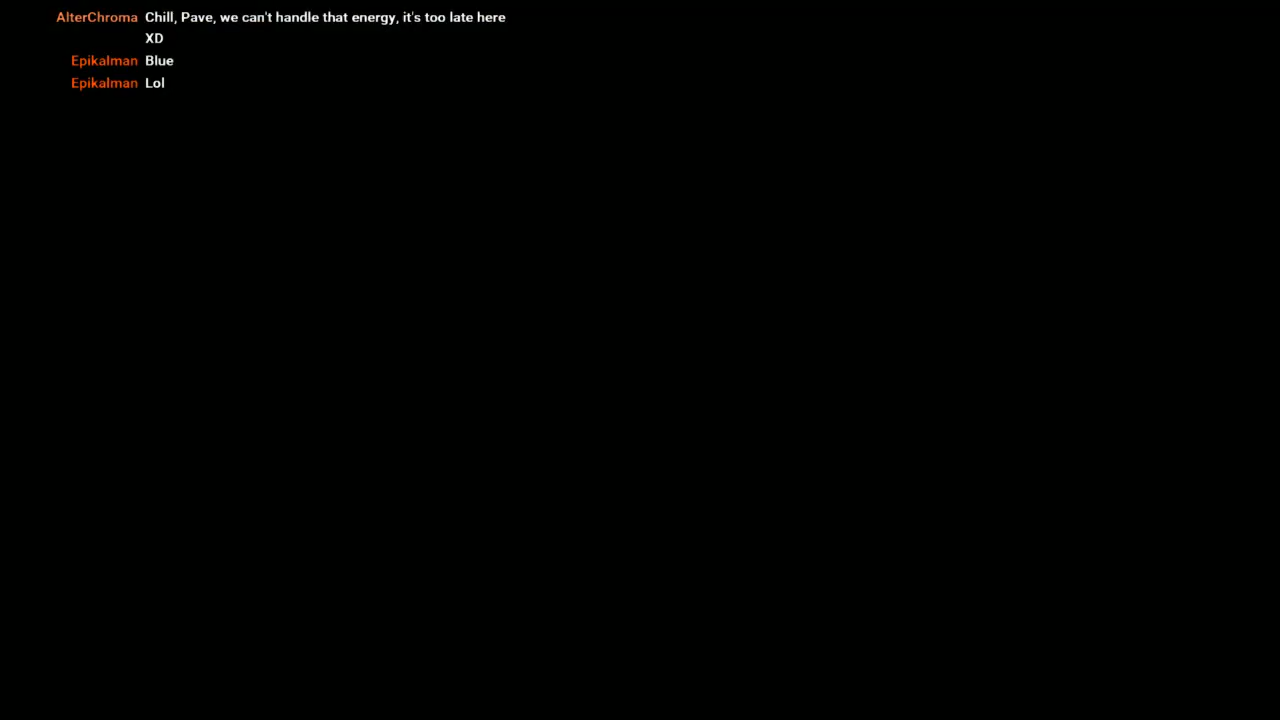 AlterChroma Chill, Pave, we can't handle that energy, it's too late here
XD
Epikalman Blue
Epikalman Lol